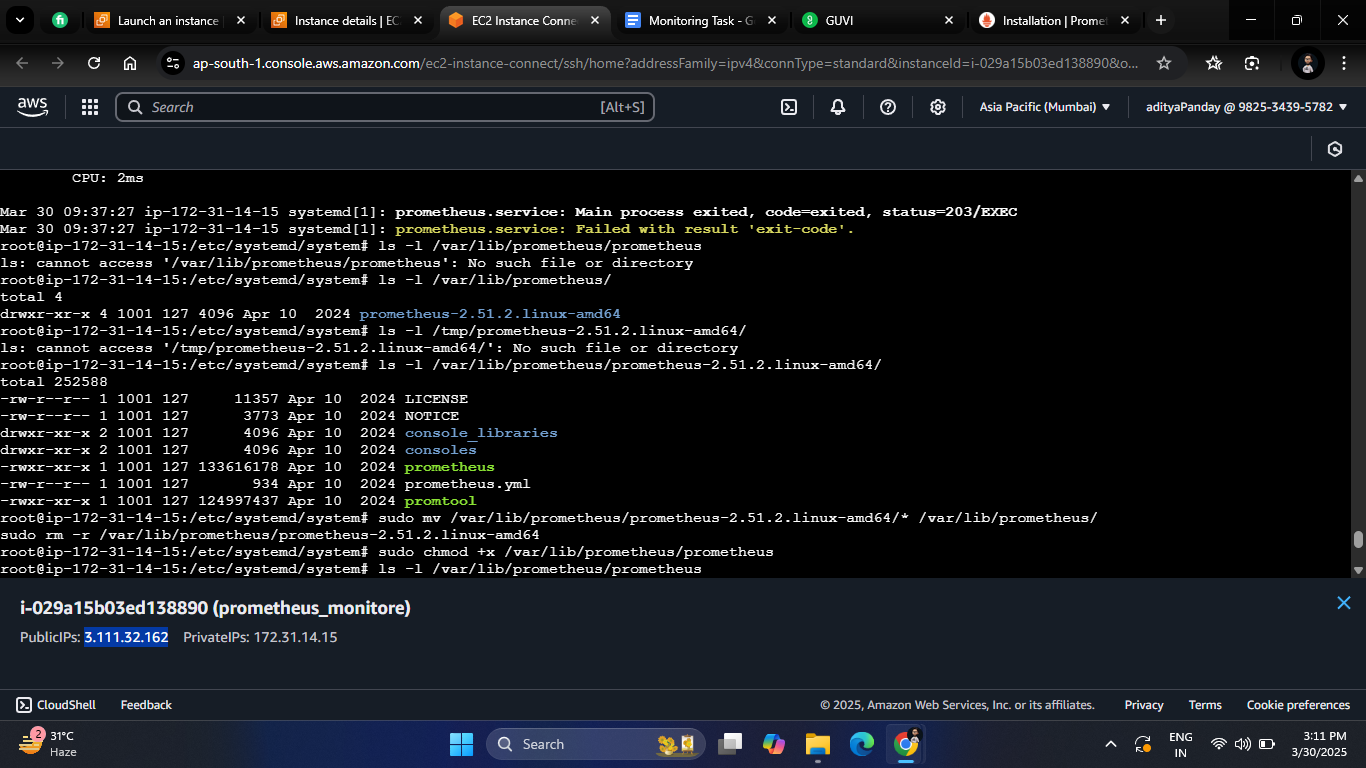 Launch an instance
Instance details | EC
EC2 Instance Conne
Monitoring Task - G
GUVI
Installation | Promet
ap-south-1.console.aws.amazon.com/ec2-instance-connect/ssh/home?addressFamily=ipv4&connType=standard&instanceId=i-029a15b03ed138890&o...
aws
Search
[Alt+S]
Asia Pacific (Mumbai)
adityaPanday @ 9825-3439-5782
CPU: 2ms
Mar 30 09:37:27 ip-172-31-14-15 systemd[1]: prometheus.service: Main process exited, code=exited, status=203/EXEC
Mar 30 09:37:27 ip-172-31-14-15 systemd[1]: prometheus.service: Failed with result 'exit-code'.
root@ip-172-31-14-15:/etc/systemd/system# ls -l /var/lib/prometheus/prometheus
ls: cannot access '/var/lib/prometheus/prometheus': No such file or directory
root@ip-172-31-14-15:/etc/systemd/system# ls -l /var/lib/prometheus/
total 4
drwxr-xr-x 4 1001 127 4096 Apr 10  2024 prometheus-2.51.2.linux-amd64
root@ip-172-31-14-15:/etc/systemd/system# ls -l /tmp/prometheus-2.51.2.linux-amd64/
ls: cannot access '/tmp/prometheus-2.51.2.linux-amd64/': No such file or directory
root@ip-172-31-14-15:/etc/systemd/system# ls -l /var/lib/prometheus/prometheus-2.51.2.linux-amd64/
total 252588
-rw-r--r-- 1 1001 127     11357 Apr 10  2024 LICENSE
-rw-r--r-- 1 1001 127      3773 Apr 10  2024 NOTICE
drwxr-xr-x 2 1001 127      4096 Apr 10  2024 console_libraries
drwxr-xr-x 2 1001 127      4096 Apr 10  2024 consoles
-rwxr-xr-x 1 1001 127 133616178 Apr 10  2024 prometheus
-rw-r--r-- 1 1001 127       934 Apr 10  2024 prometheus.yml
-rwxr-xr-x 1 1001 127 124997437 Apr 10  2024 promtool
root@ip-172-31-14-15:/etc/systemd/system# sudo mv /var/lib/prometheus/prometheus-2.51.2.linux-amd64/* /var/lib/prometheus/
sudo rm -r /var/lib/prometheus/prometheus-2.51.2.linux-amd64
root@ip-172-31-14-15:/etc/systemd/system# sudo chmod +x /var/lib/prometheus/prometheus
root@ip-172-31-14-15:/etc/systemd/system# ls -l /var/lib/prometheus/prometheus
i-029a15b03ed138890 (prometheus_monitore)
PublicIPs: 3.111.32.162 PrivateIPs: 172.31.14.15
CloudShell
Feedback
© 2025, Amazon Web Services, Inc. or its affiliates.
Privacy
Terms
Cookie preferences
2
31°C
Haze
Search
ENG
IN
3:11 PM
3/30/2025